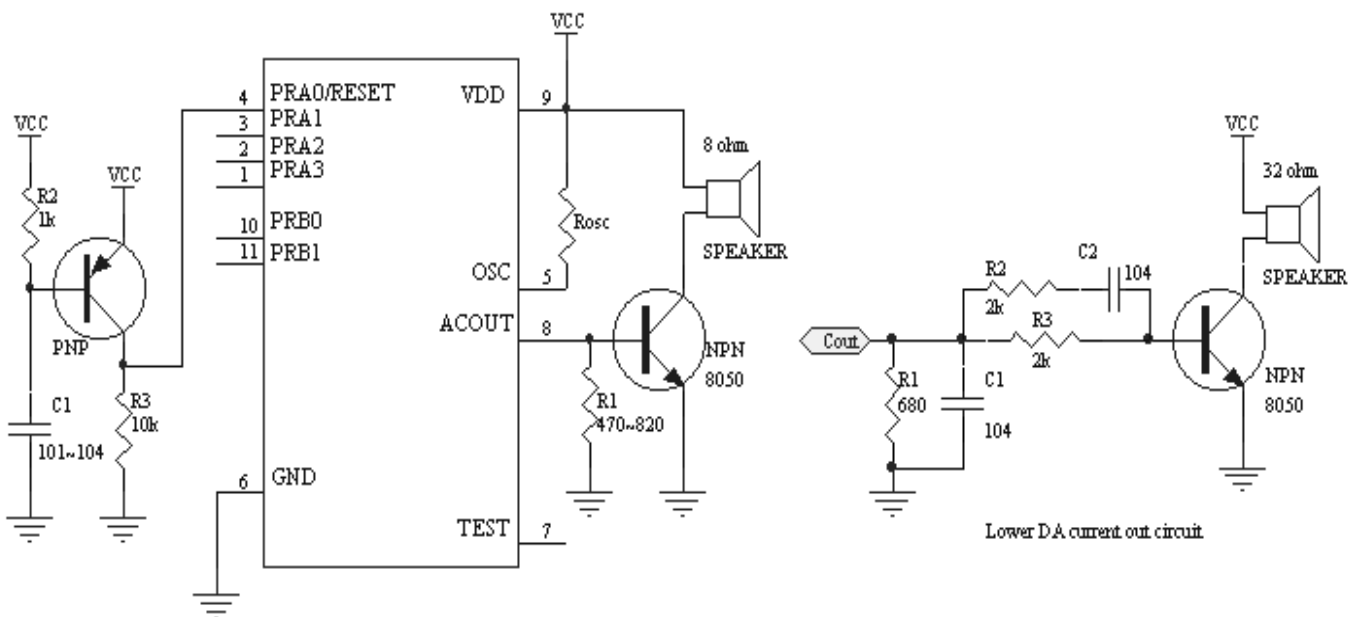 VCC
R2
1k
C1
101~104
VCC
PNP
R3
10k
4
3
2
1
10
11
6
PRA0/RESET
PRA1
PRA2
PRA3
PRB0
PRB1
GND
VDD
OSC
ACOUT
TEST
9
5
8
7
VCC
Rosc
8 ohm
SPEAKER
NPN
8050
R1
470~820
Cout
R1
680
C1
104
R2
2k
C2
104
R3
2k
VCC
32 ohm
SPEAKER
NPN
8050
Lower DA current out circuit